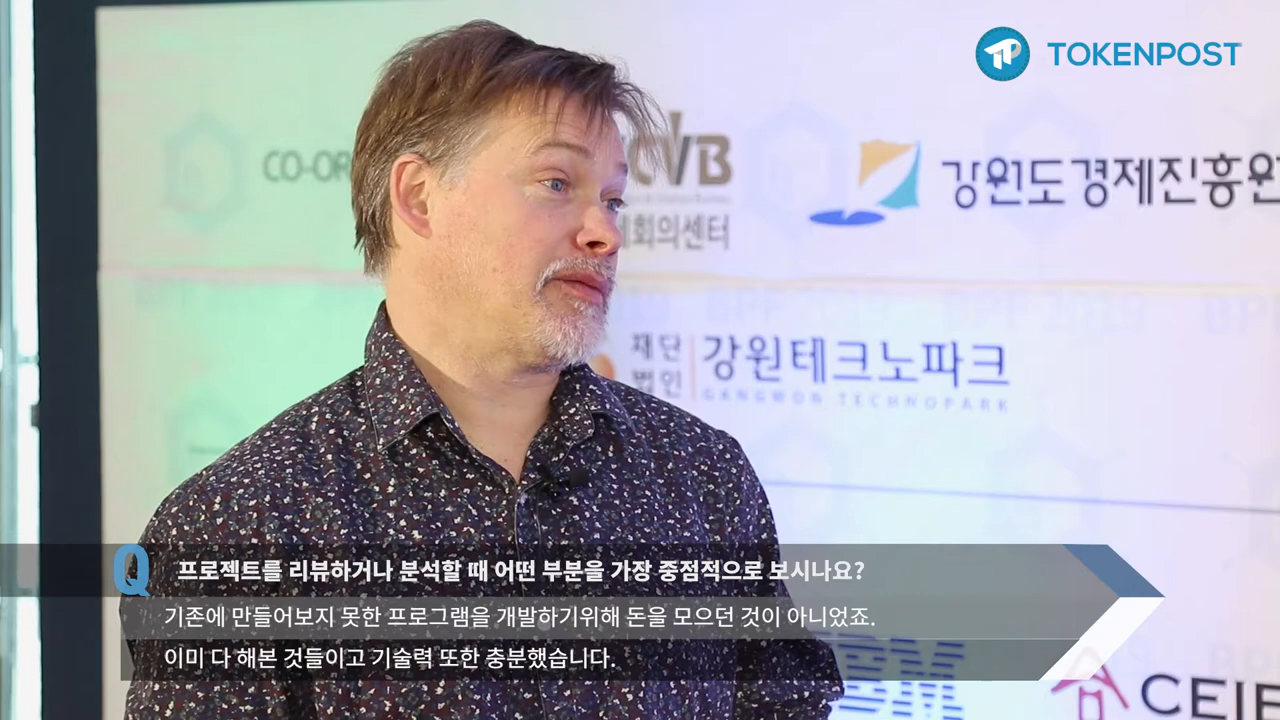 TOKENPOST
CO-OR
CVB
회의센터
강원도경제진흥원
재단
법인
강원테크노파크
GANGWON TECHNOPARK
Q 프로젝트를 리뷰하거나 분석할 때 어떤 부분을 가장 중점적으로 보시나요?
기존에 만들어보지 못한 프로그램을 개발하기위해 돈을 모으던 것이 아니었죠.
이미 다 해본 것들이고 기술력 또한 충분했습니다.
IBM
CEIB